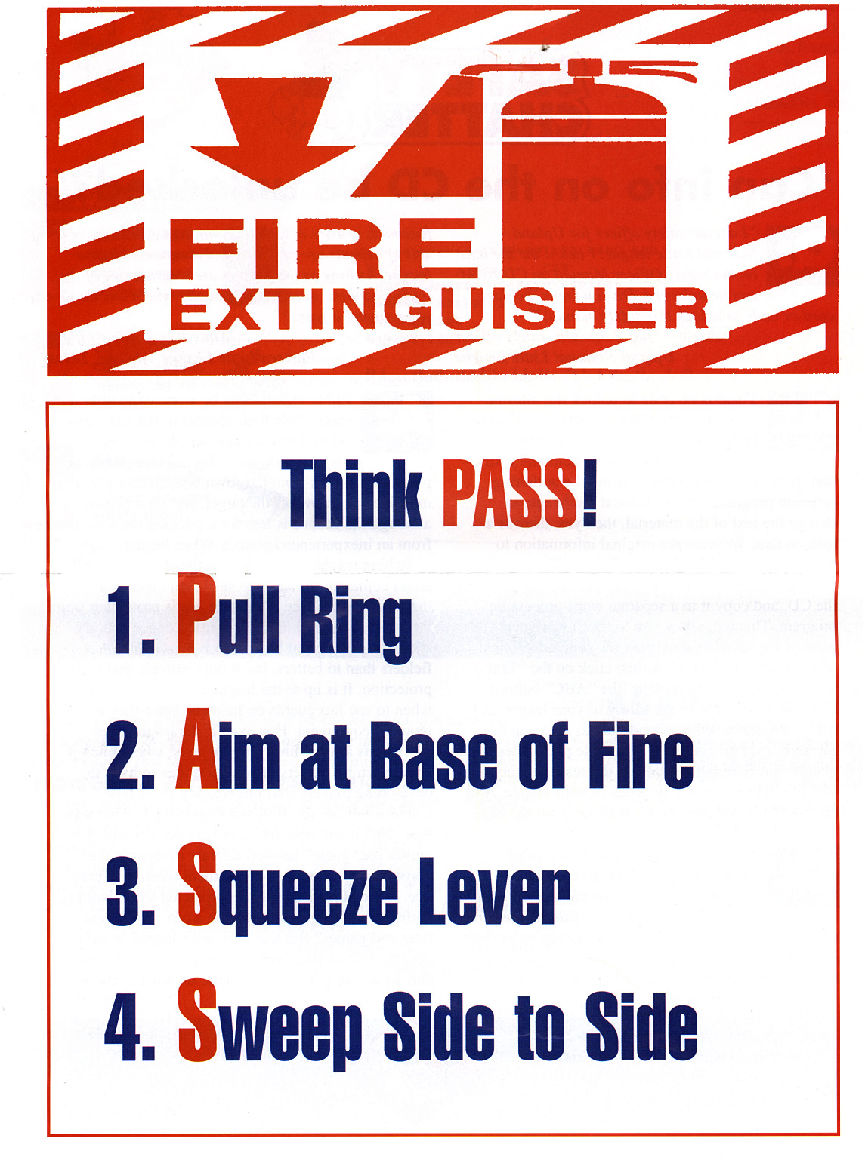 FIRE
EXTINGUISHER
Think PASS!
1. Pull Ring
2. Aim at Base of Fire
3. Squeeze Lever
4. Sweep Side to Side